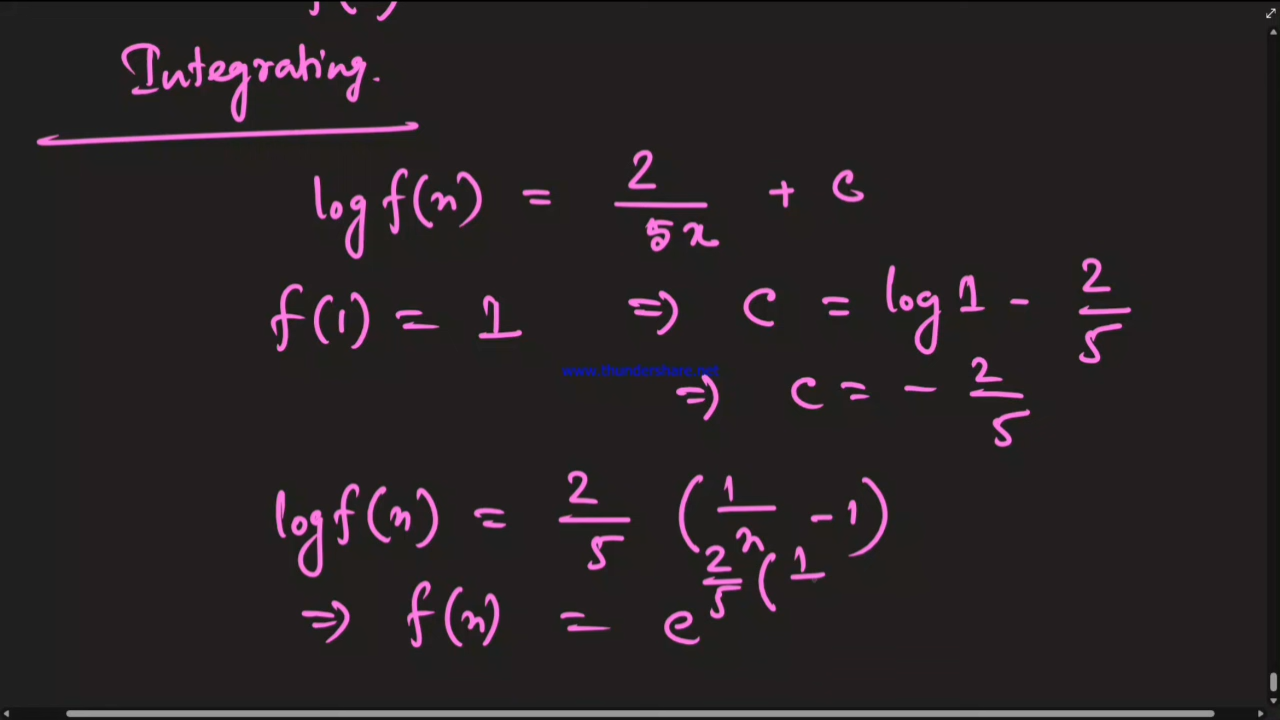 Integrating.
log f(x) = 2/5x + c
f(1) = 1 => c = log 1 - 2/5
www.thundershare.net
=> c = - 2/5
log f(x) = 2/5 (1/x - 1)
=> f(x) = e^2/5 (1/